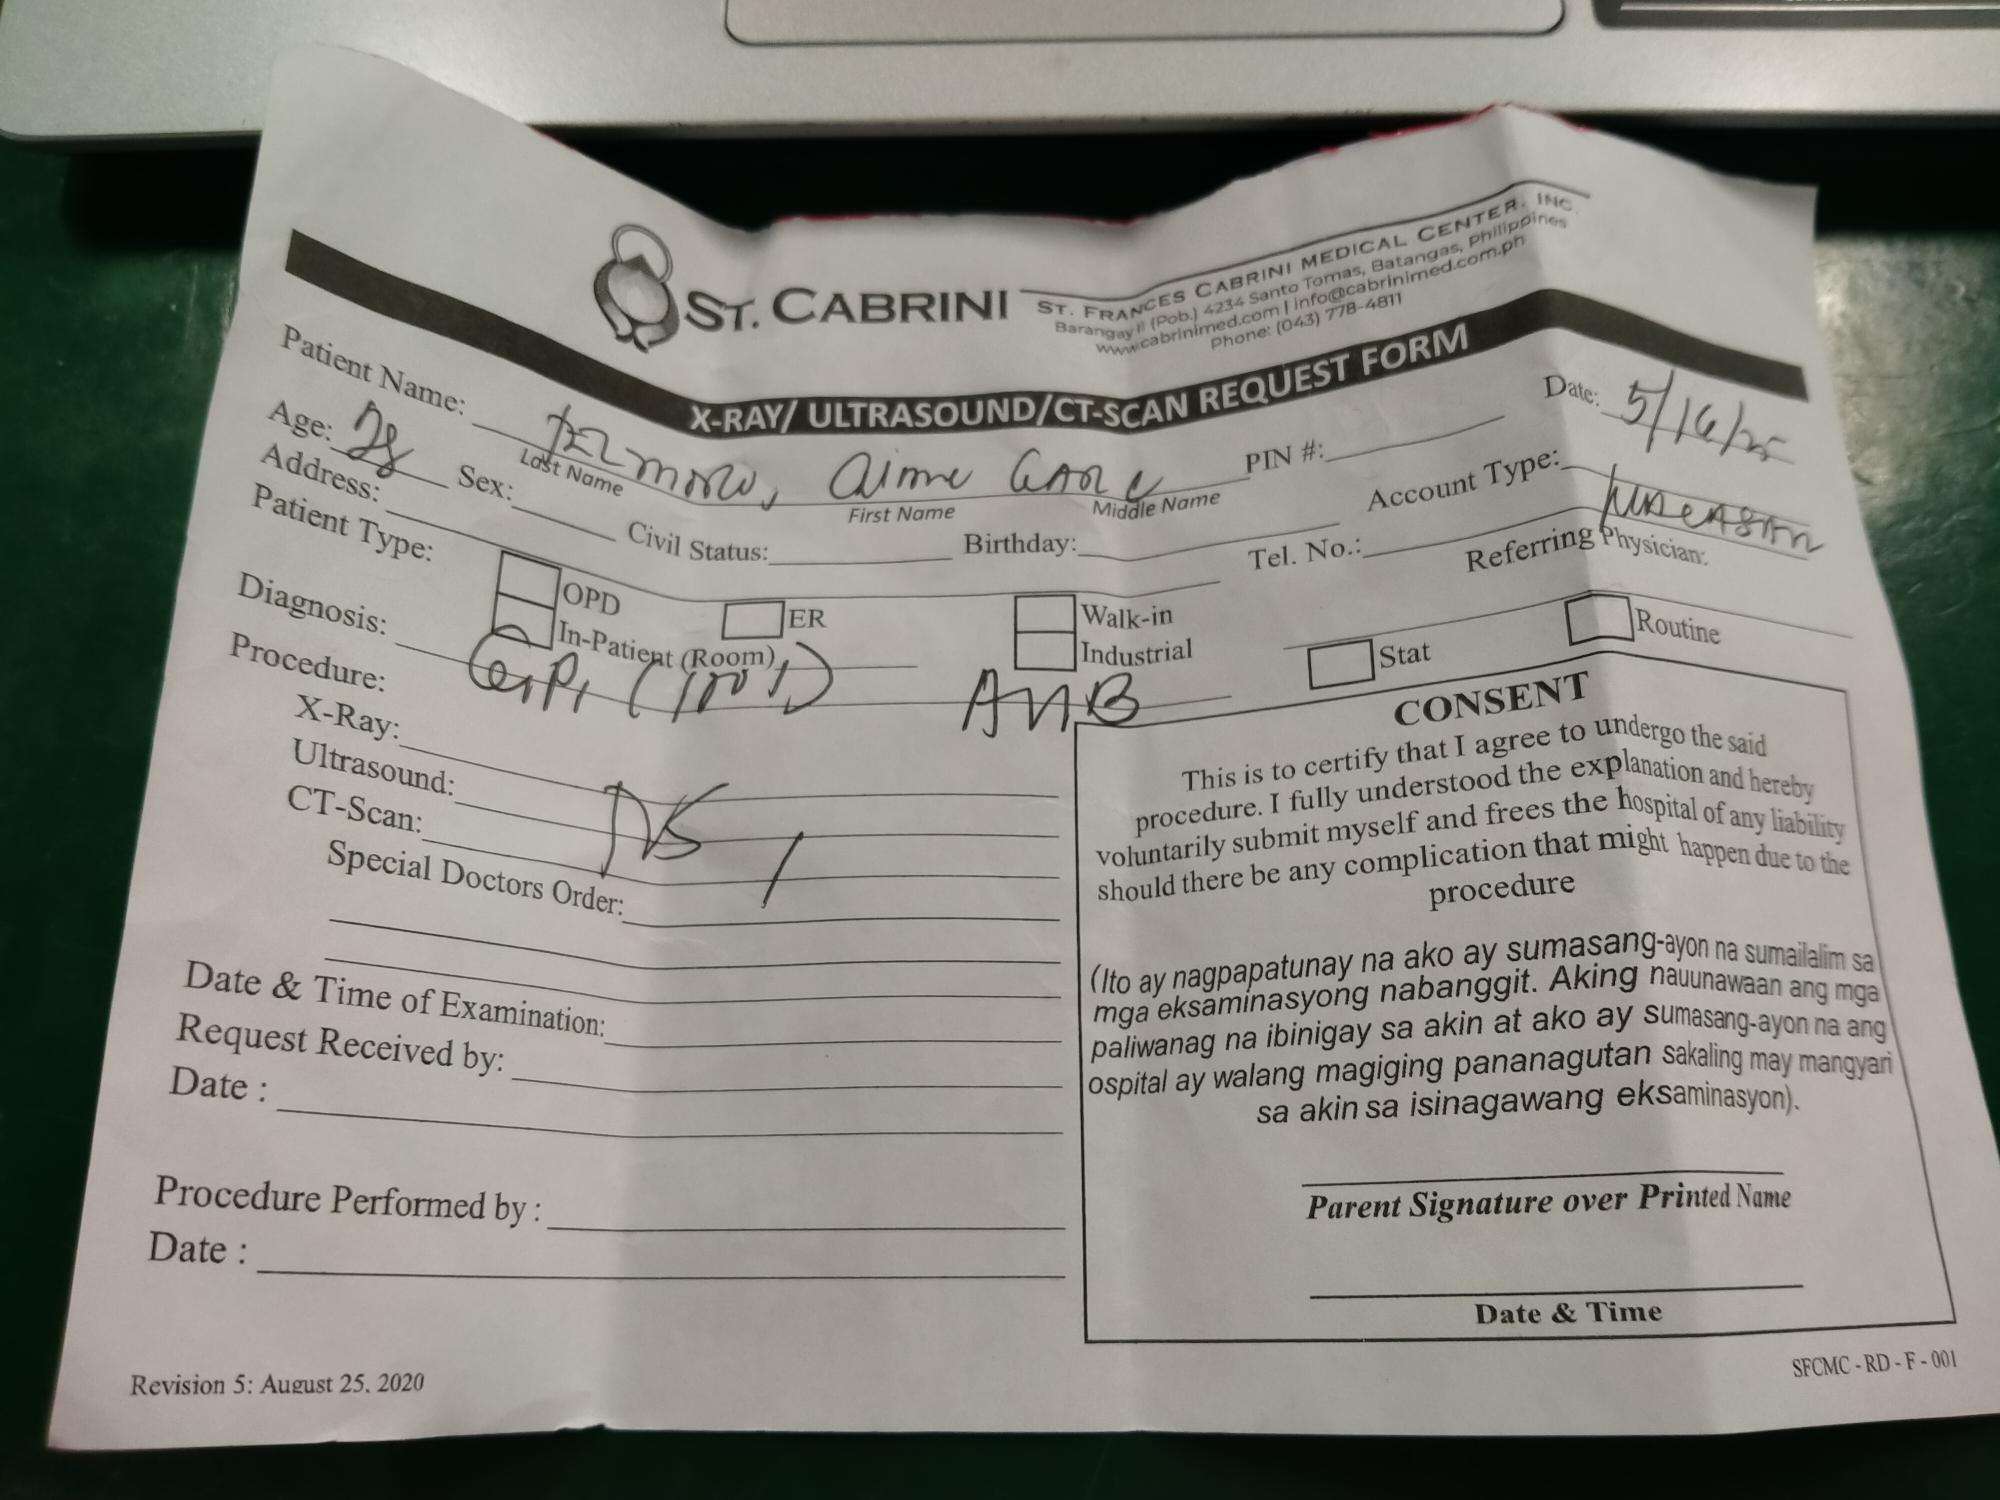 ST. CABRINI
ST. FRANCES CABRINI MEDICAL CENTER, INC.
Barangay II (Pob.) 4234 Santo Tomas, Batangas, Philippines
www.cabrinimed.com | info@cabrinimed.com.ph
Phone: (043) 778-4811
X-RAY/ ULTRASOUND/CT-SCAN REQUEST FORM
Date: 5/16/25
Patient Name:
Last Name First Name Middle Name
PIN #:
Account Type:
Age: 28 Sex: Civil Status: Birthday: Tel. No.: Referring Physician:
Address:
Patient Type: OPD ER Walk-in Stat Routine
In-Patient (Room) Industrial
Diagnosis:
Procedure:
X-Ray:
Ultrasound:
CT-Scan:
Special Doctors Order:
Date & Time of Examination:
Request Received by:
Date :
Procedure Performed by :
Date :
CONSENT
This is to certify that I agree to undergo the said
procedure. I fully understood the explanation and hereby
voluntarily submit myself and frees the hospital of any liability
should there be any complication that might happen due to the
procedure
(Ito ay nagpapatunay na ako ay sumasang-ayon na sumailalim sa
mga eksaminasyong nabanggit. Aking nauunawaan ang mga
paliwanag na ibinigay sa akin at ako ay sumasang-ayon na ang
ospital ay walang magiging pananagutan sakaling may mangyari
sa akin sa isinagawang eksaminasyon).
Parent Signature over Printed Name
Date & Time
Revision 5: August 25, 2020
SFCMC - RD - F - 001